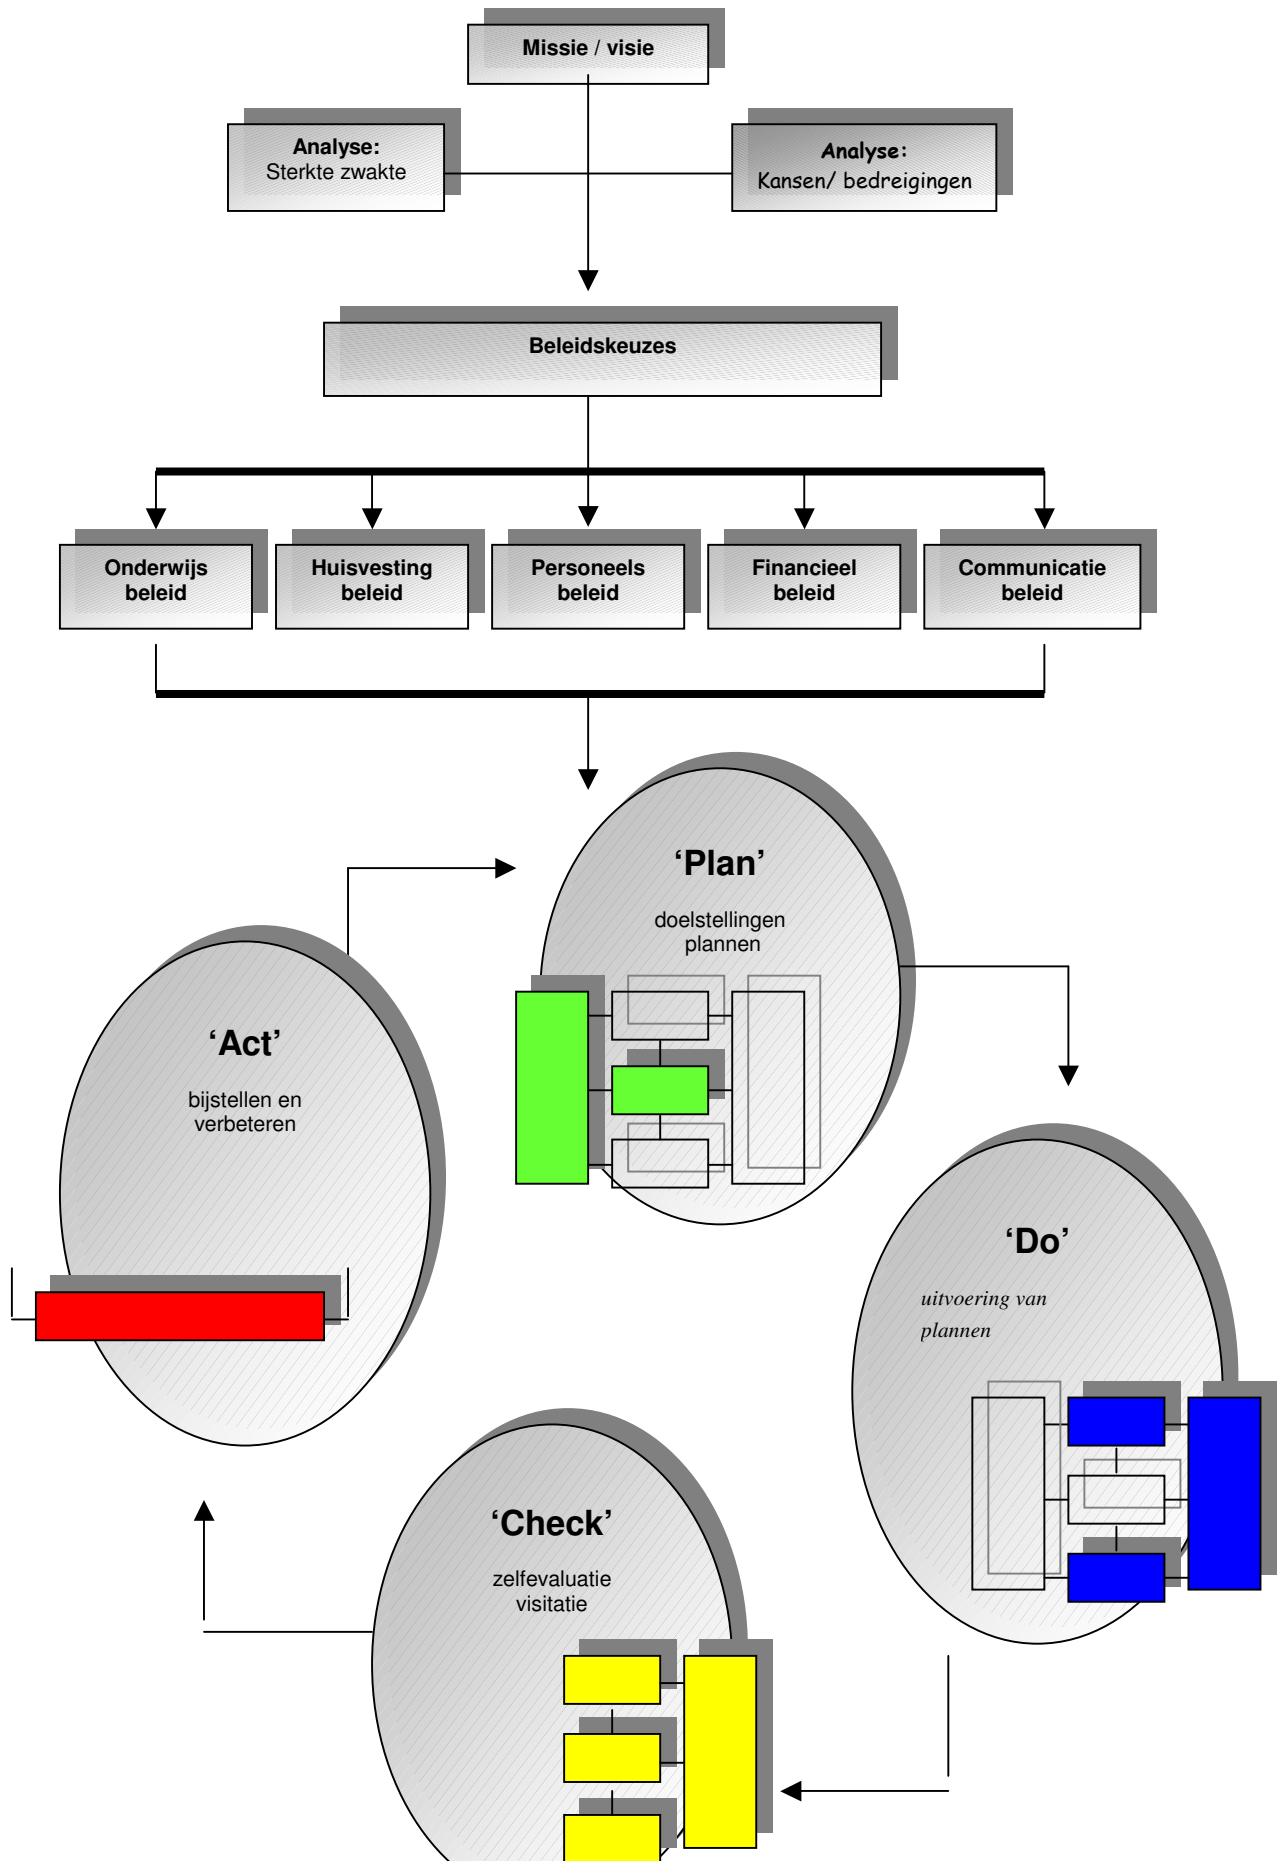 Missie / visie
Analyse:
Sterkte zwakte
Analyse:
Kansen/ bedreigingen
Beleidskeuzes
Onderwijs
beleid
Huisvesting
beleid
Personeels
beleid
Financieel
beleid
Communicatie
beleid
‘Plan’
doelstellingen
plannen
‘Act’
bijstellen en
verbeteren
‘Do’
uitvoering van
plannen
‘Check’
zelfevaluatie
visitatie